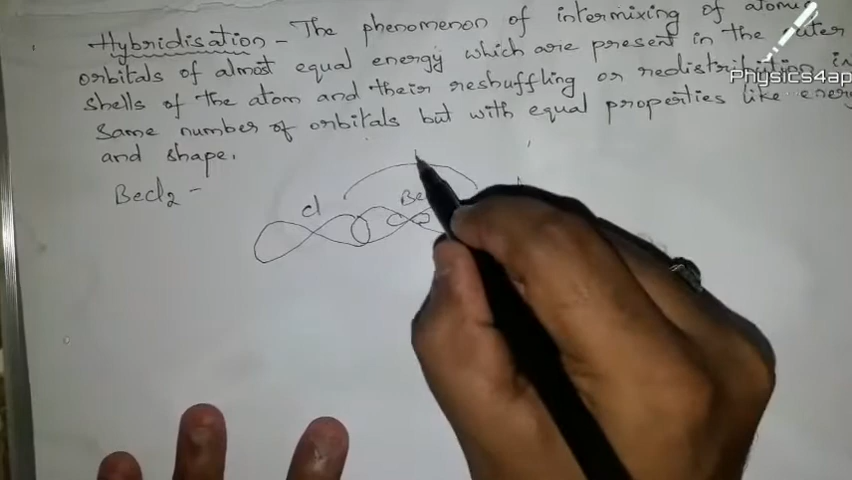 Hybridisation - The phenomenon of intermixing of atomic
orbitals of almost equal energy which are present in the outer
shells of the atom and their reshuffling or redistribution in
Same number of orbitals but with equal properties like energy
and shape.
Becl2 -
cl Be
Physics4ap